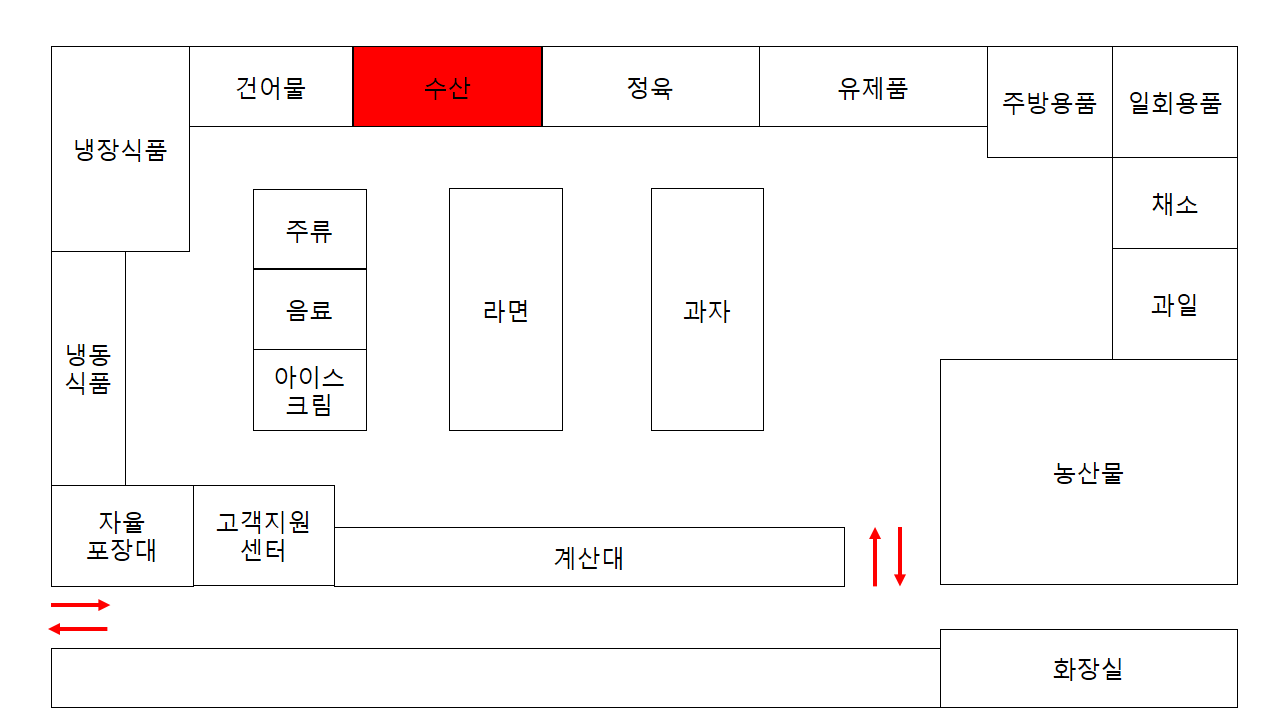 건어물
수산
정육
유제품
주방용품
일회용품
냉장식품
채소
주류
음료
라면
과자
과일
냉동
식품
아이스
크림
농산물
자율
포장대
고객지원
센터
계산대
화장실